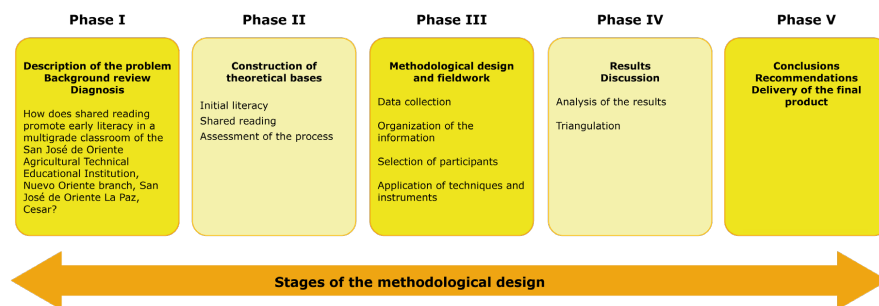 Phase I
Phase II
Phase III
Phase IV
Phase V
Description of the problem
Background review
Diagnosis
How does shared reading
promote early literacy in a
multigrade classroom of the
San José de Oriente
Agricultural Technical
Educational Institution,
Nuevo Oriente branch, San
José de Oriente La Paz,
Cesar?
Construction of
theoretical bases
Initial literacy
Shared reading
Assessment of the process
Methodological design
and fieldwork
Data collection
Organization of the
information
Selection of participants
Application of techniques and
instruments
Results
Discussion
Analysis of the results
Triangulation
Conclusions
Recommendations
Delivery of the final
product
Stages of the methodological design